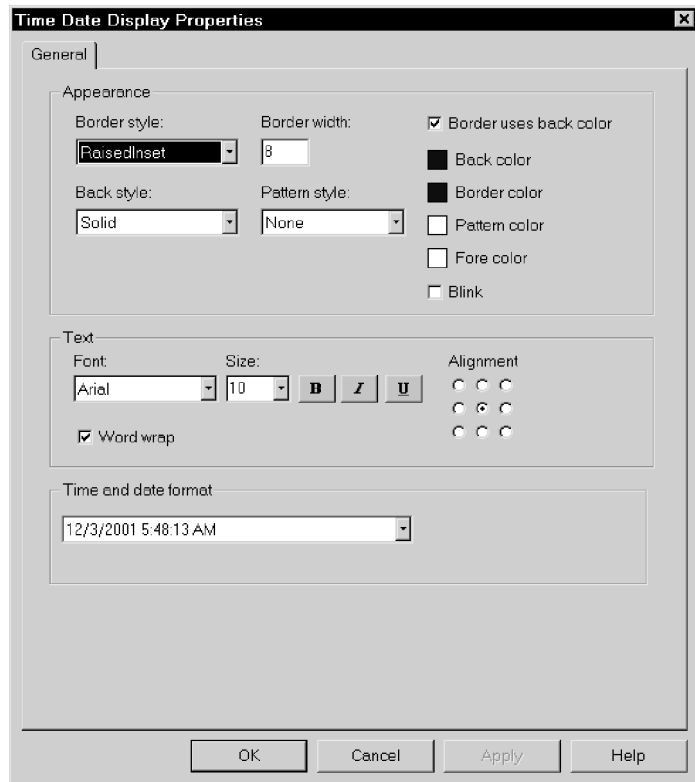 Time Date Display Properties
General
Appearance
Border style:
Border width:
Border uses back color
RaisedInset
8
Back color
Border color
Back style:
Pattern style:
Solid
None
Pattern color
Fore color
Blink
Text
Font:
Size:
Alignment
Arial
10
B
I
U
Word wrap
Time and date format
12/3/2001 5:48:13 AM
OK
Cancel
Apply
Help